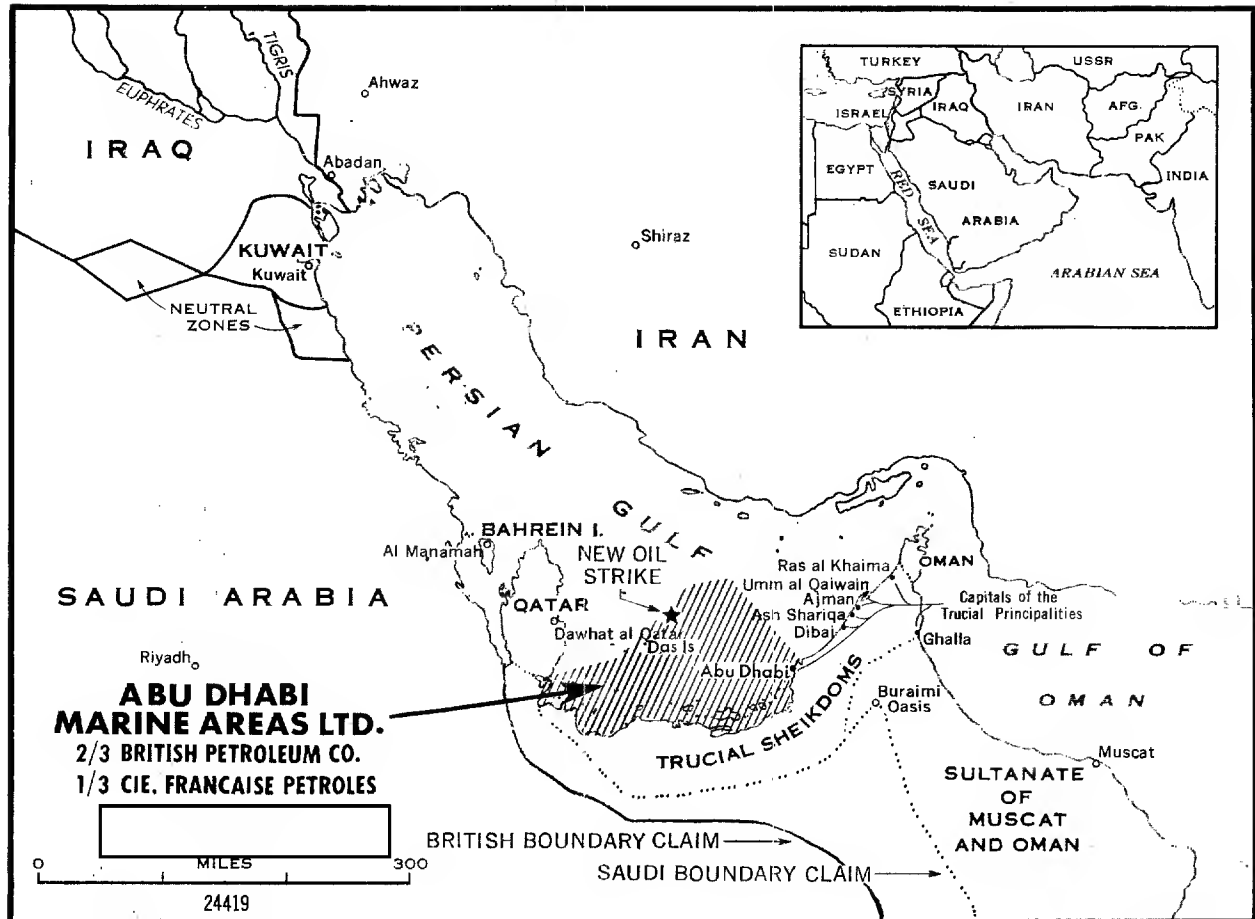 TIGRIS
EUPHRATES
Ahwaz
IRAQ
Abadan
KUWAIT
Kuwait
NEUTRAL
ZONES
Shiraz
IRAN
PERSIAN
GULF
TURKEY
USSR
SYRIA
IRAQ
IRAN
AFG.
ISRAEL
PAK
EGYPT
RED
SEA
SAUDI
ARABIA
INDIA
SUDAN
ARABIAN SEA
ETHIOPIA
BAHREIN I.
Al Manamah
NEW OIL
STRIKE
QATAR
Dawhat al Qatar
Das Is
SAUDI ARABIA
Riyadh
Ras al Khaima
Umm al Qaiwain
Ajman
Ash Shariqa
Dibai
Abu Dhabi
OMAN
Capitals of the
Trucial Principalities
Ghalla
GULF OF
OMAN
Buraimi
Oasis
TRUCIAL SHEIKDOMS
Muscat
SULTANATE
OF
MUSCAT
AND OMAN
ABU DHABI
MARINE AREAS LTD.
2/3 BRITISH PETROLEUM CO.
1/3 CIE. FRANCAISE PETROLES
BRITISH BOUNDARY CLAIM
SAUDI BOUNDARY CLAIM
0 MILES 300
24419